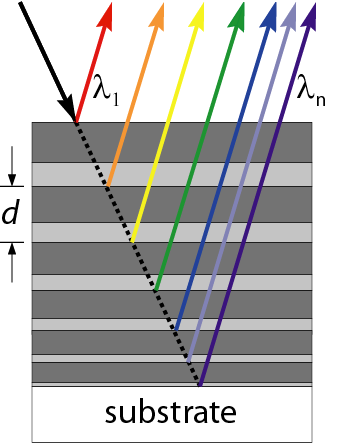 λ1
λn
d
substrate